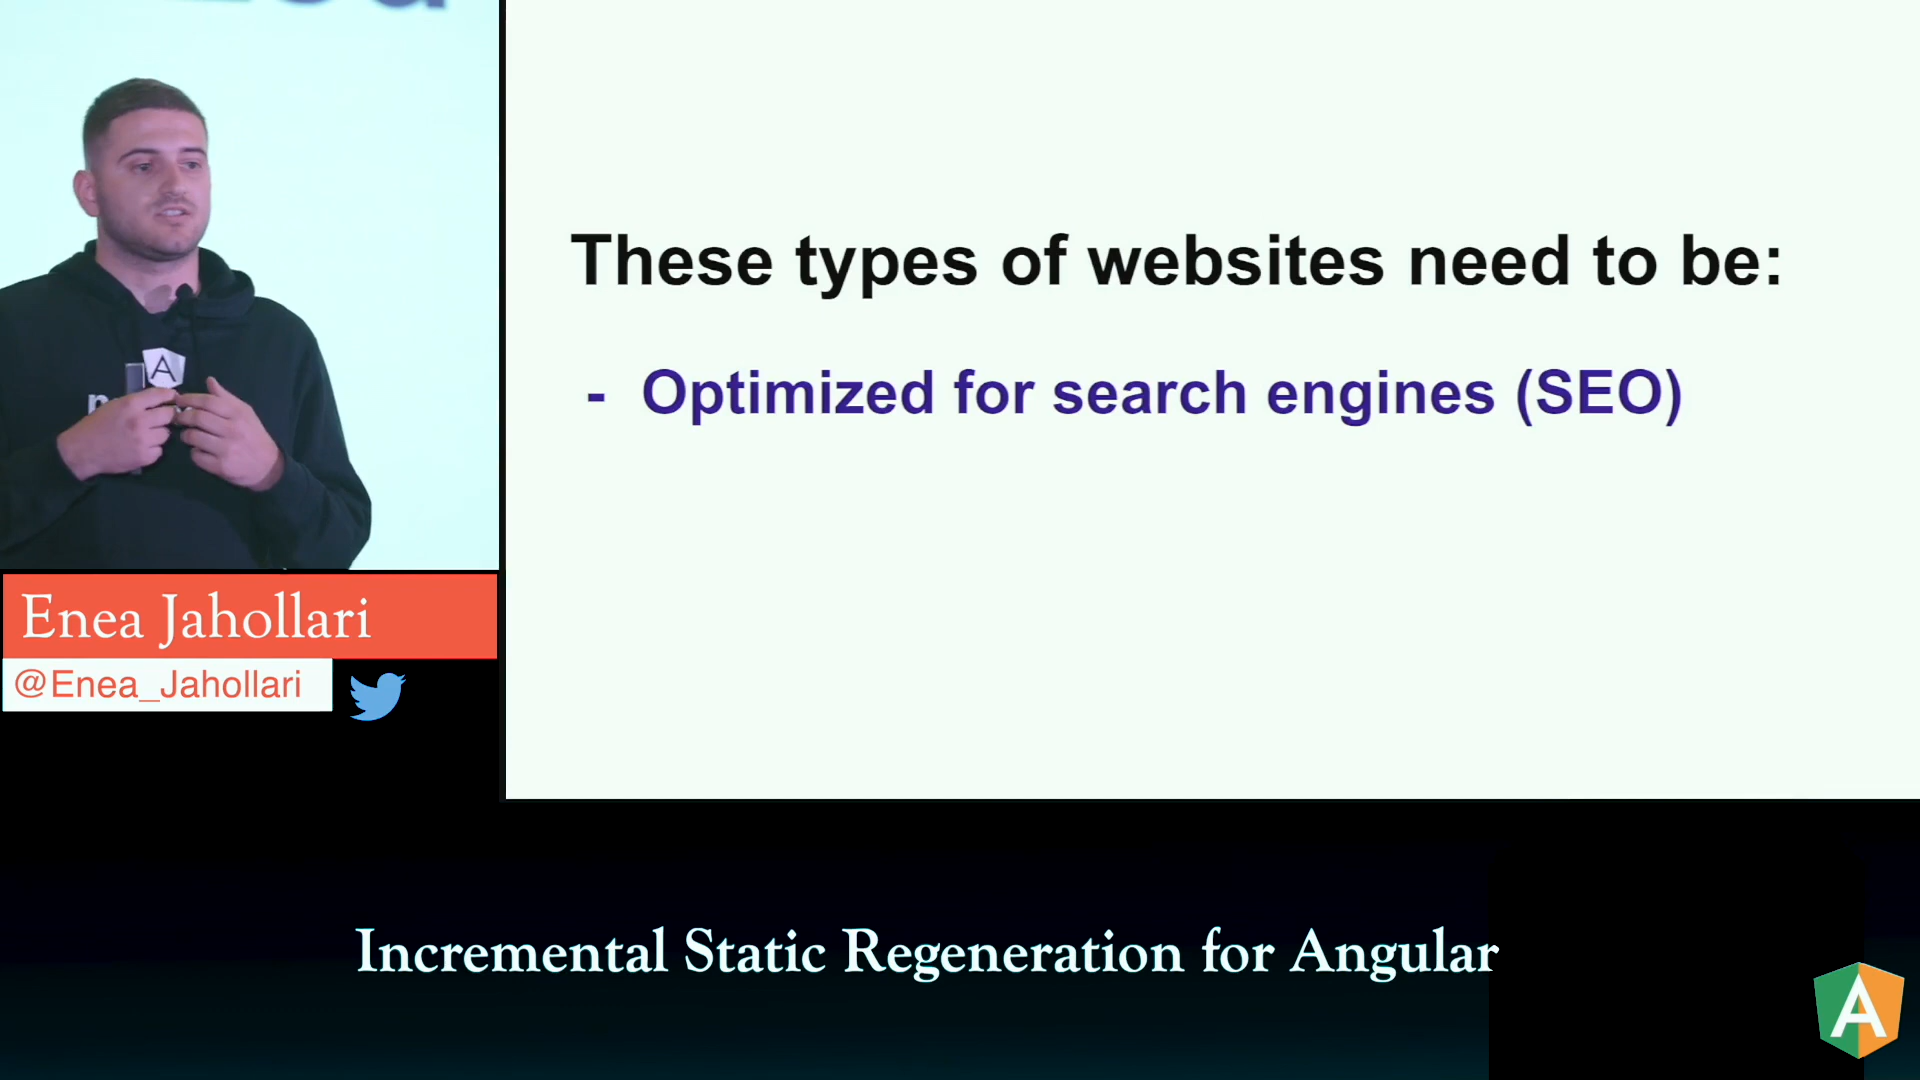 These types of websites need to be:
- Optimized for search engines (SEO)
A
Enea Jahollari
@Enea_Jahollari
Incremental Static Regeneration for Angular
A